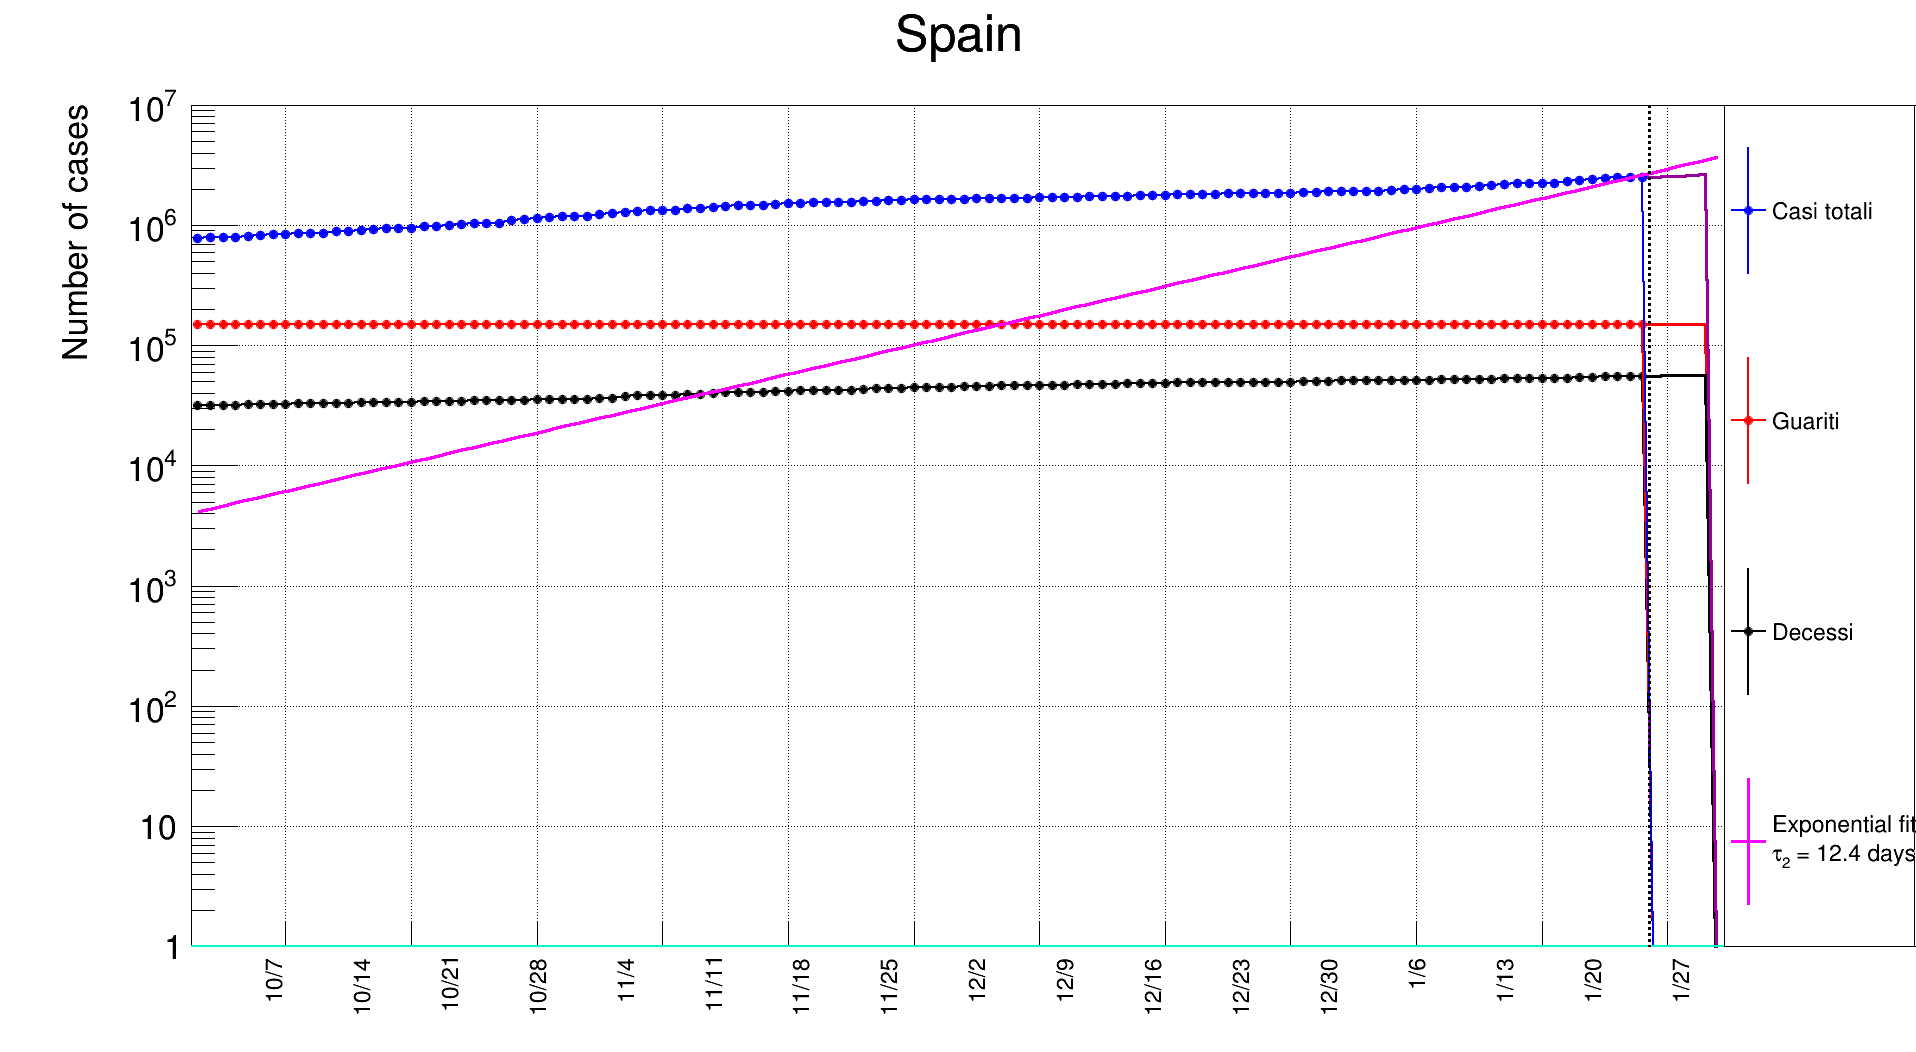 Spain
Number of cases
10^7
10^6
10^5
10^4
10^3
10^2
10
1
10/7 10/14 10/21 10/28 11/4 11/11 11/18 11/25 12/2 12/9 12/16 12/23 12/30 1/6 1/13 1/20 1/27
Casi totali
Guariti
Decessi
Exponential fit
τ_2 = 12.4 days